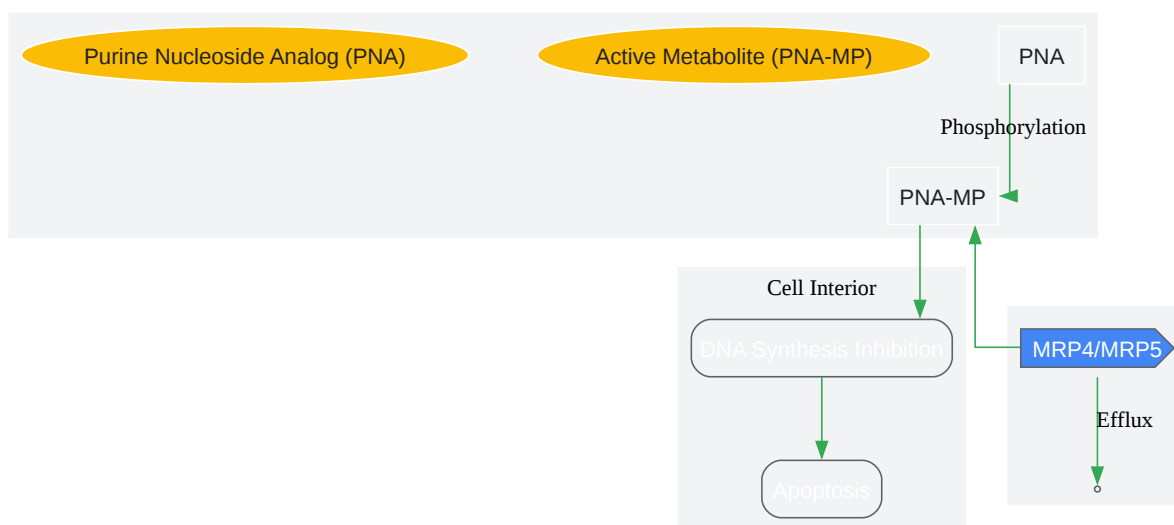 Purine Nucleoside Analog (PNA)
Active Metabolite (PNA-MP)
PNA
Phosphorylation
PNA-MP
Cell Interior
DNA Synthesis Inhibition
MRP4/MRP5
Efflux
Apoptosis